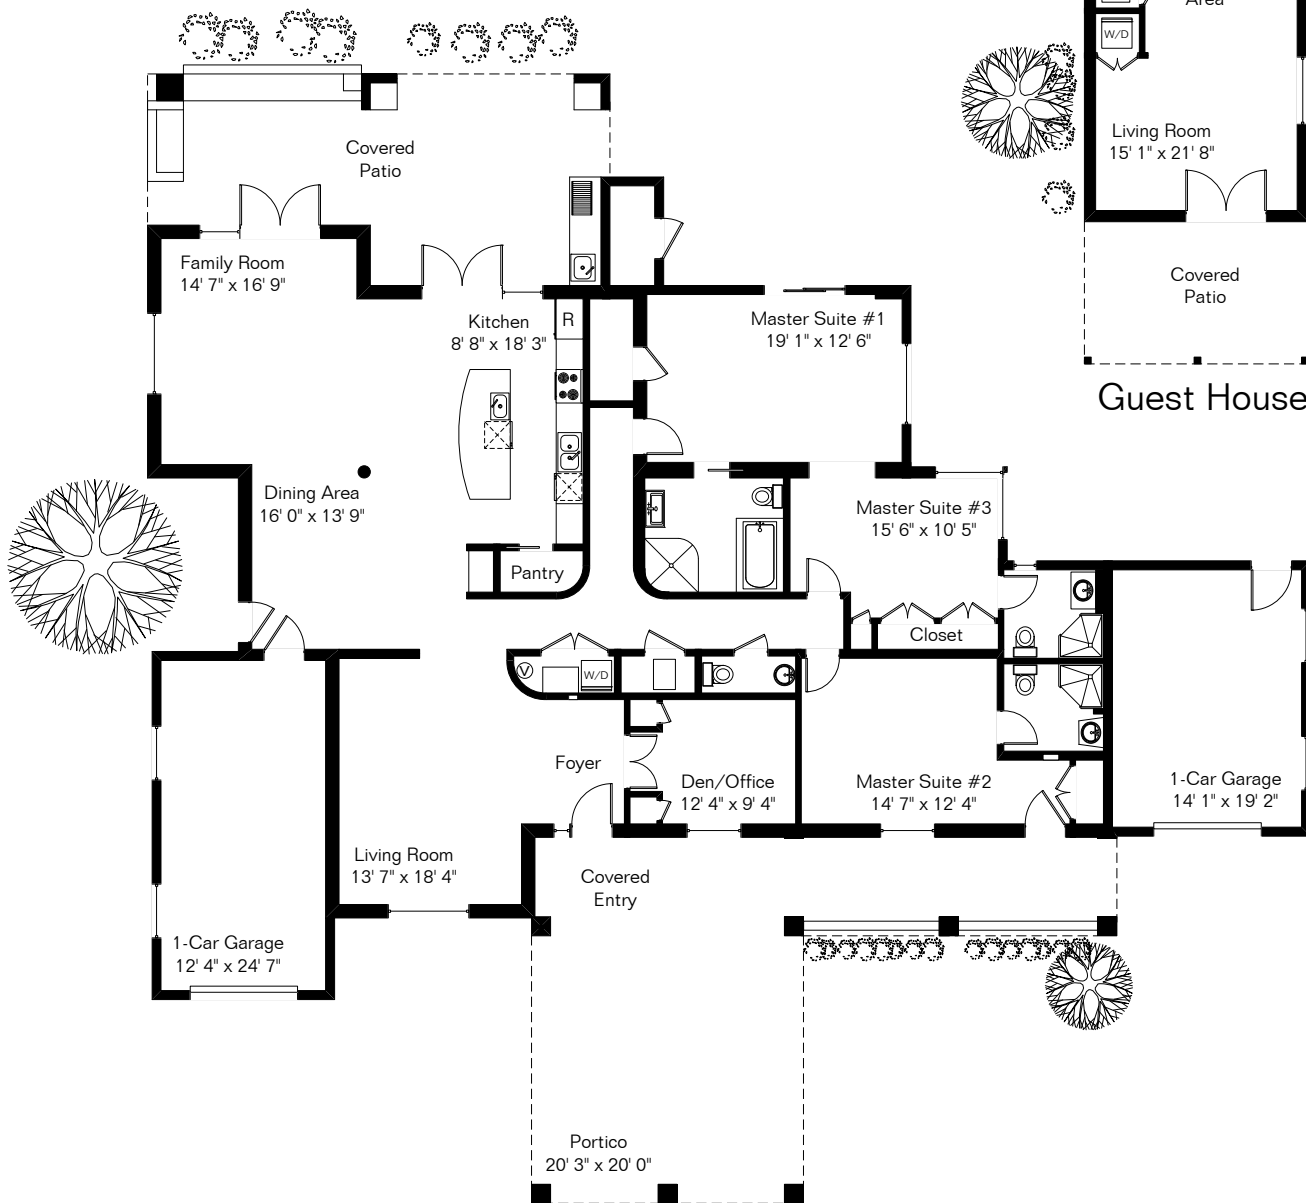 Area
W/D
Living Room
15' 1" x 21' 8"
Covered
Patio
Guest House
Covered
Patio
Family Room
14' 7" x 16' 9"
Kitchen
8' 8" x 18' 3"
R
Master Suite #1
19' 1" x 12' 6"
Dining Area
16' 0" x 13' 9"
Master Suite #3
15' 6" x 10' 5"
Pantry
Closet
V
W/D
Foyer
Den/Office
12' 4" x 9' 4"
Master Suite #2
14' 7" x 12' 4"
1-Car Garage
14' 1" x 19' 2"
Living Room
13' 7" x 18' 4"
Covered
Entry
1-Car Garage
12' 4" x 24' 7"
Portico
20' 3" x 20' 0"